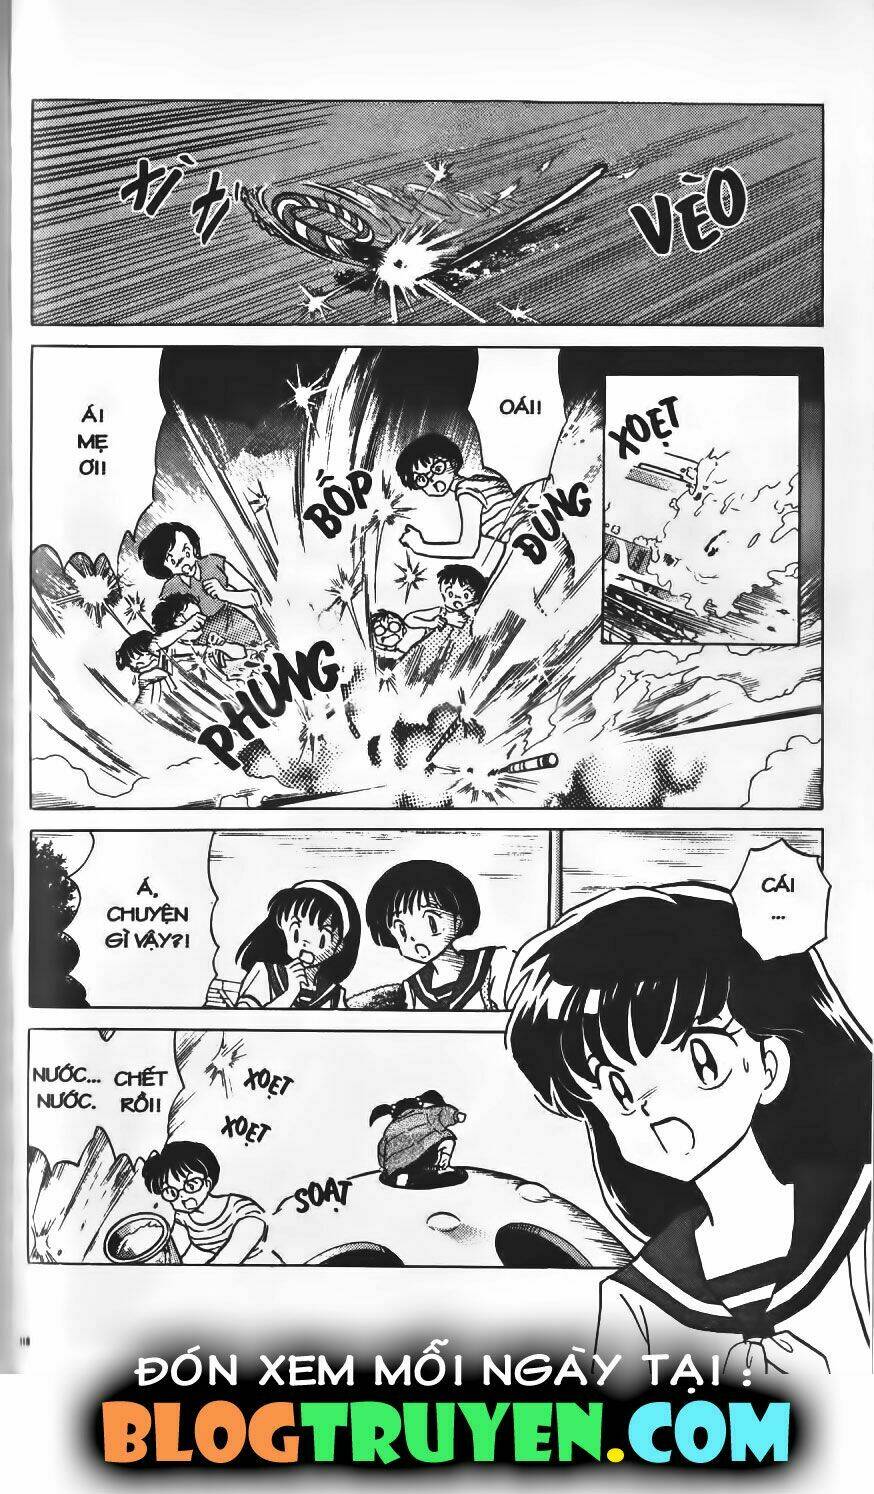 XÌ XÌ
VÈO
ÁI
MẸ
ƠI!
OÁI!
XOẸT
BỐP
ĐÙNG
PHỪNG
Á,
CHUYỆN
GÌ VẬY?!
CÁI
...
NƯỚC...
NƯỚC.
CHẾT
RỒI!
XOẸT
XOẸT
SOẠT
118
ĐÓN XEM MỖI NGÀY TẠI :
BLOGTRUYEN.COM